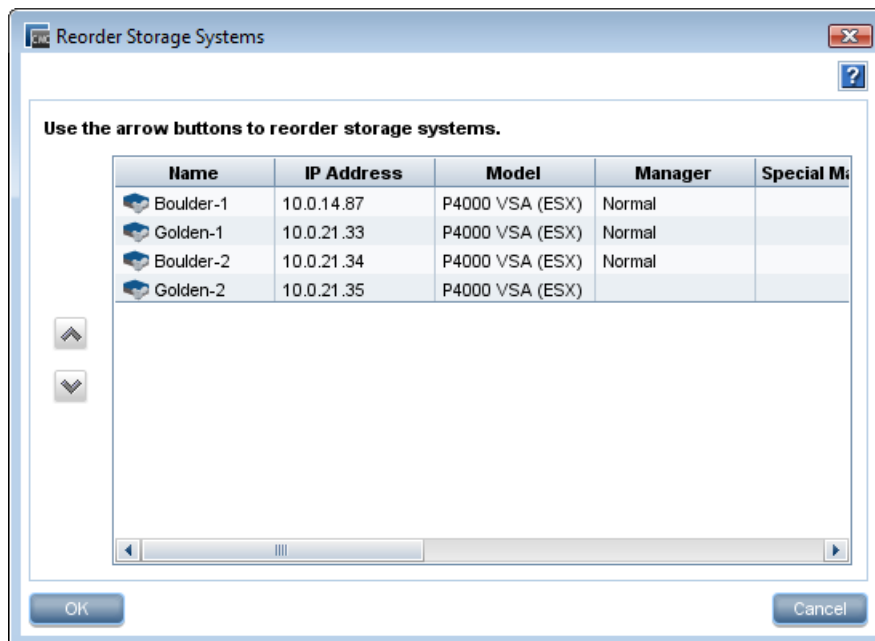 CMC Reorder Storage Systems
?
Use the arrow buttons to reorder storage systems.
Name IP Address Model Manager Special Ma
Boulder-1 10.0.14.87 P4000 VSA (ESX) Normal
Golden-1 10.0.21.33 P4000 VSA (ESX) Normal
Boulder-2 10.0.21.34 P4000 VSA (ESX) Normal
Golden-2 10.0.21.35 P4000 VSA (ESX)
OK Cancel